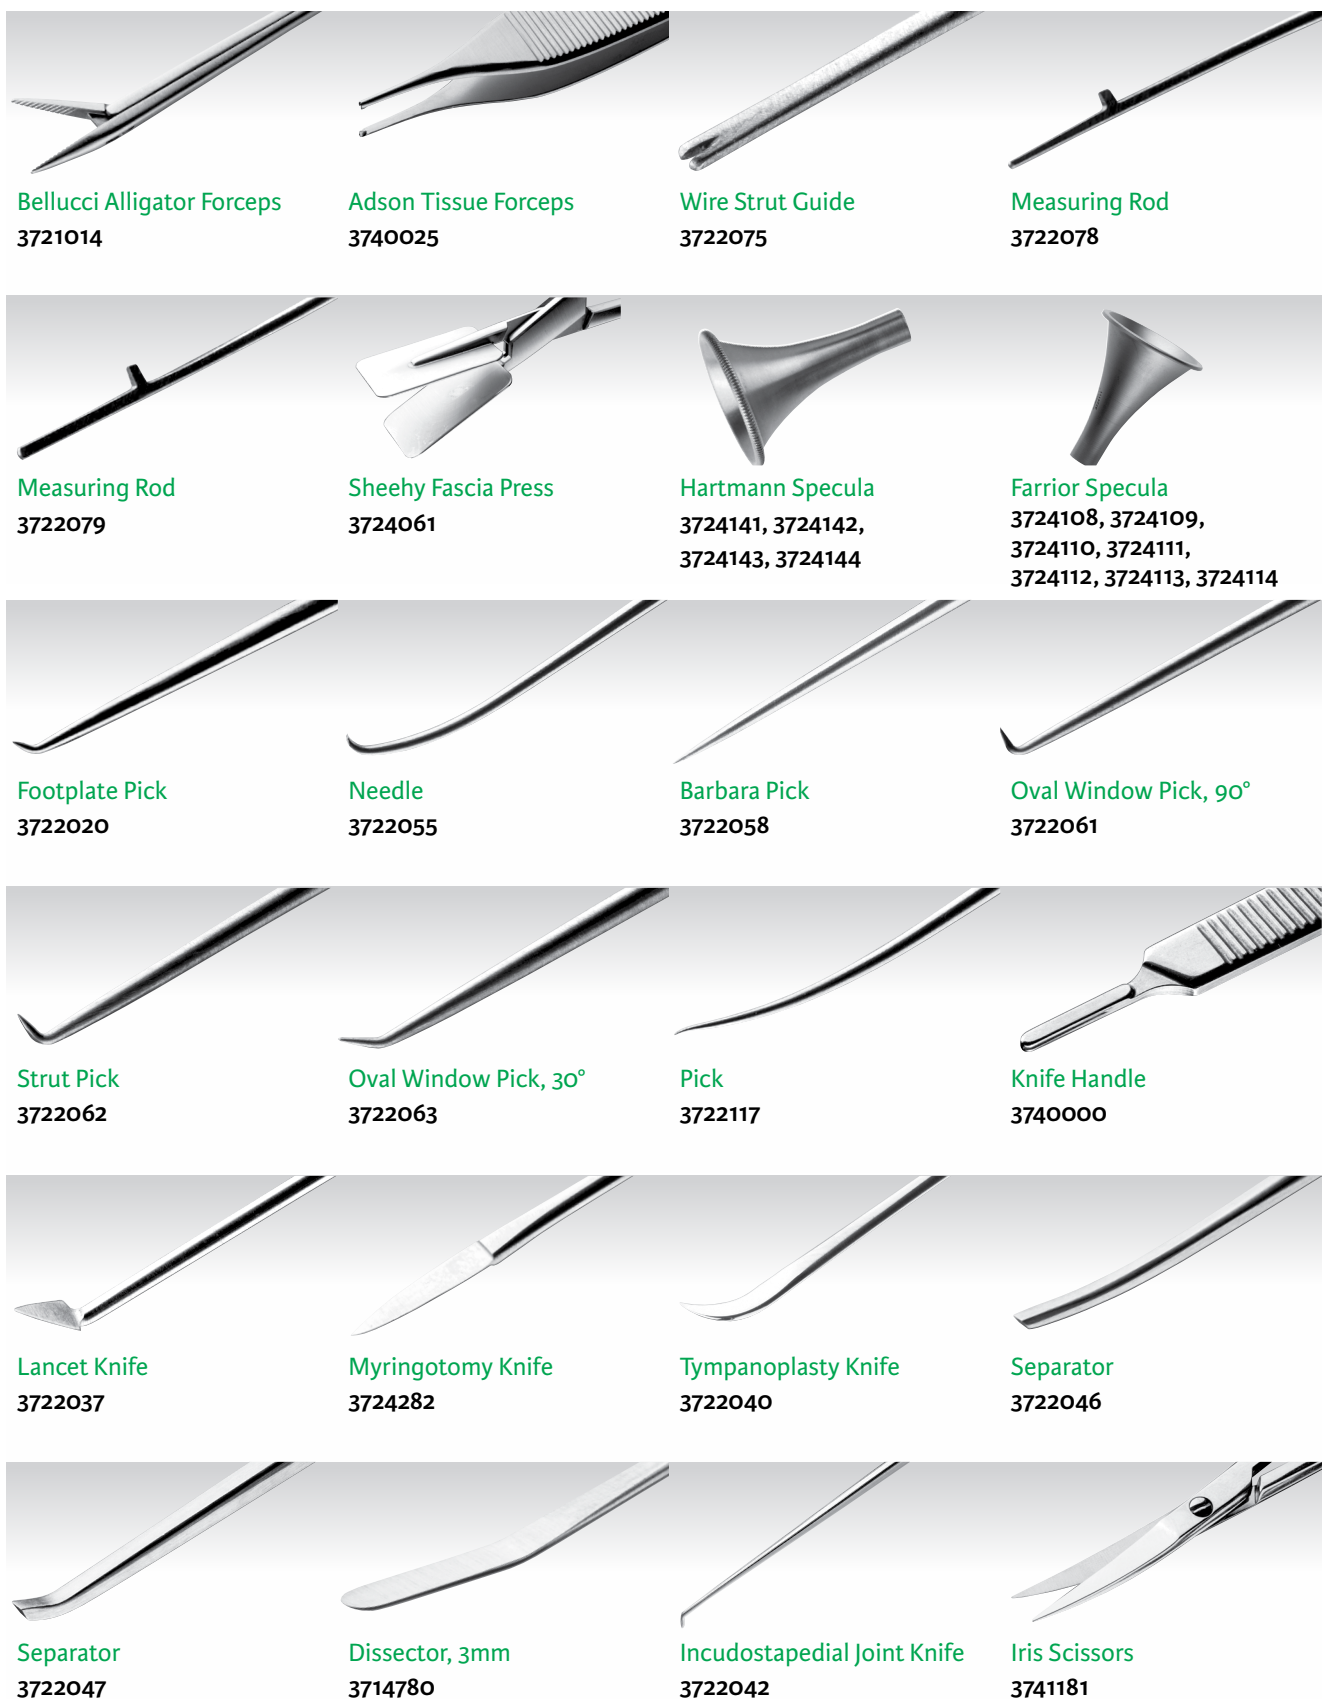 Bellucci Alligator Forceps
3721014
Adson Tissue Forceps
3740025
Wire Strut Guide
3722075
Measuring Rod
3722078
Measuring Rod
3722079
Sheehy Fascia Press
3724061
Hartmann Specula
3724141, 3724142,
3724143, 3724144
Farrior Specula
3724108, 3724109,
3724110, 3724111,
3724112, 3724113, 3724114
Footplate Pick
3722020
Needle
3722055
Barbara Pick
3722058
Oval Window Pick, 90°
3722061
Strut Pick
3722062
Oval Window Pick, 30°
3722063
Pick
3722117
Knife Handle
3740000
Lancet Knife
3722037
Myringotomy Knife
3724282
Tympanoplasty Knife
3722040
Separator
3722046
Separator
3722047
Dissector, 3mm
3714780
Incudostapedial Joint Knife
3722042
Iris Scissors
3741181